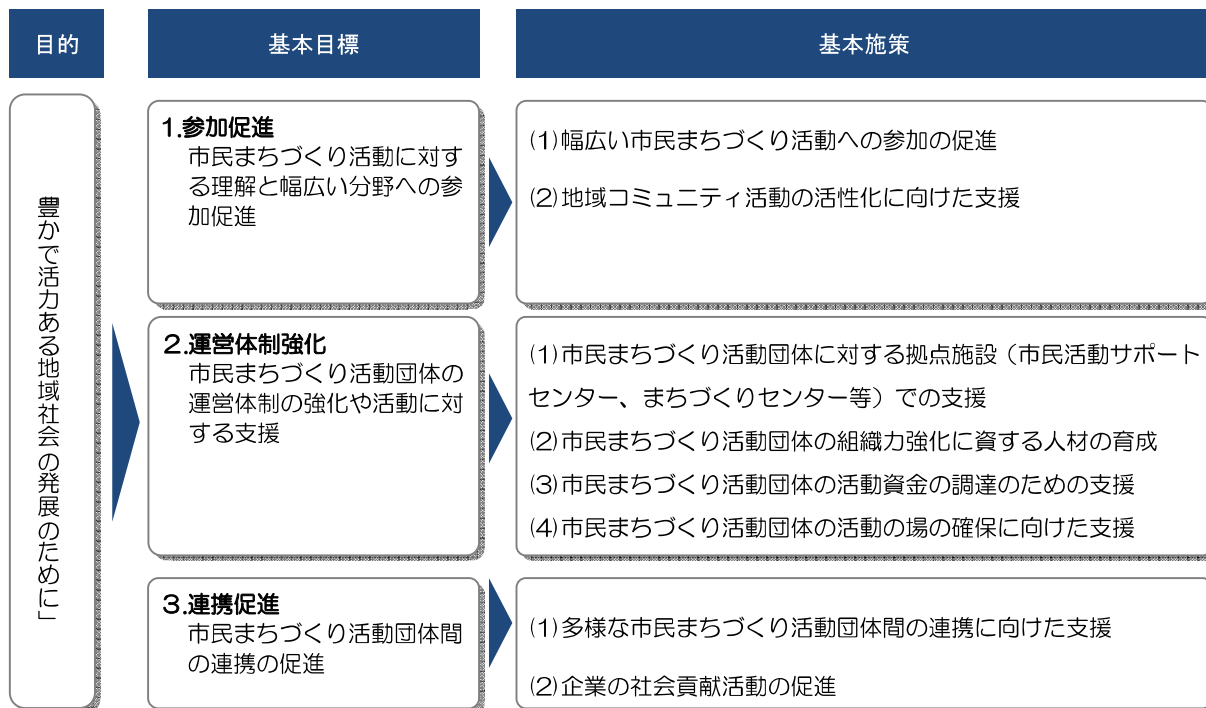 目的
基本目標
基本施策
豊かで活力ある地域社会の発展のために」
1.参加促進
市民まちづくり活動に対す
る理解と幅広い分野への参
加促進
(1)幅広い市民まちづくり活動への参加の促進
(2)地域コミュニティ活動の活性化に向けた支援
2.運営体制強化
市民まちづくり活動団体の
運営体制の強化や活動に対
する支援
(1)市民まちづくり活動団体に対する拠点施設（市民活動サポート
センター、まちづくりセンター等）での支援
(2)市民まちづくり活動団体の組織力強化に資する人材の育成
(3)市民まちづくり活動団体の活動資金の調達のための支援
(4)市民まちづくり活動団体の活動の場の確保に向けた支援
3.連携促進
市民まちづくり活動団体間
の連携の促進
(1)多様な市民まちづくり活動団体間の連携に向けた支援
(2)企業の社会貢献活動の促進